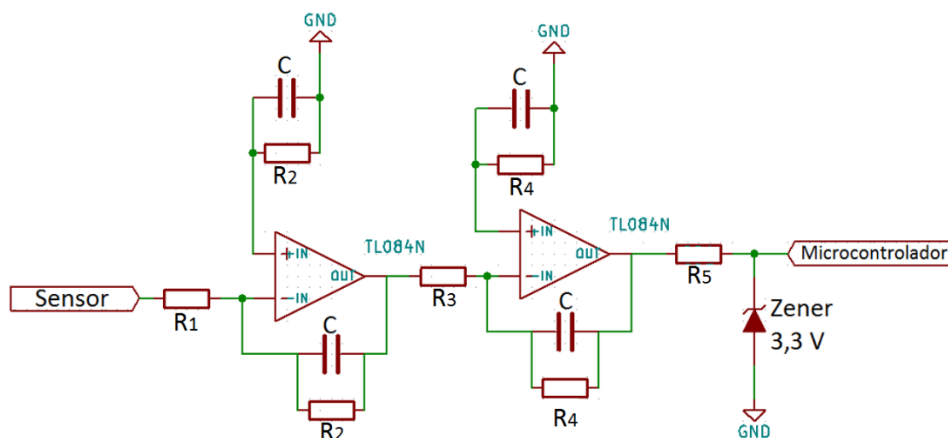 GND
C
R2
GND
C
R4
+IN
TL084N
OUT
-IN
+IN
TL084N
OUT
-IN
Sensor
R1
C
R2
R3
C
R4
R5
Microcontrolador
Zener
3,3 V
GND